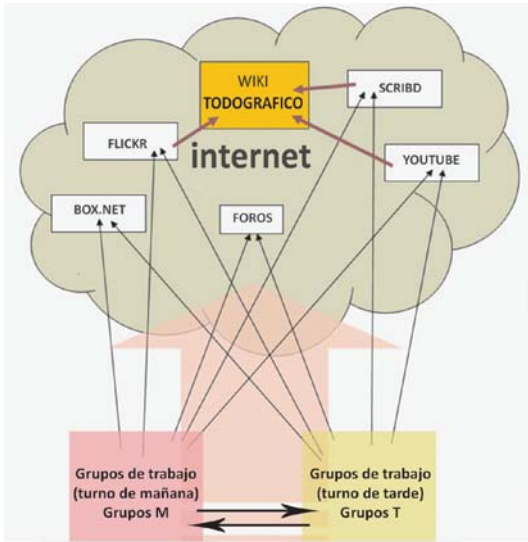 WIKI
TODOGRAFICO
SCRIBD
FLICKR
internet
YOUTUBE
BOX.NET
FOROS
Grupos de trabajo
(turno de mañana)
Grupos M
Grupos de trabajo
(turno de tarde)
Grupos T